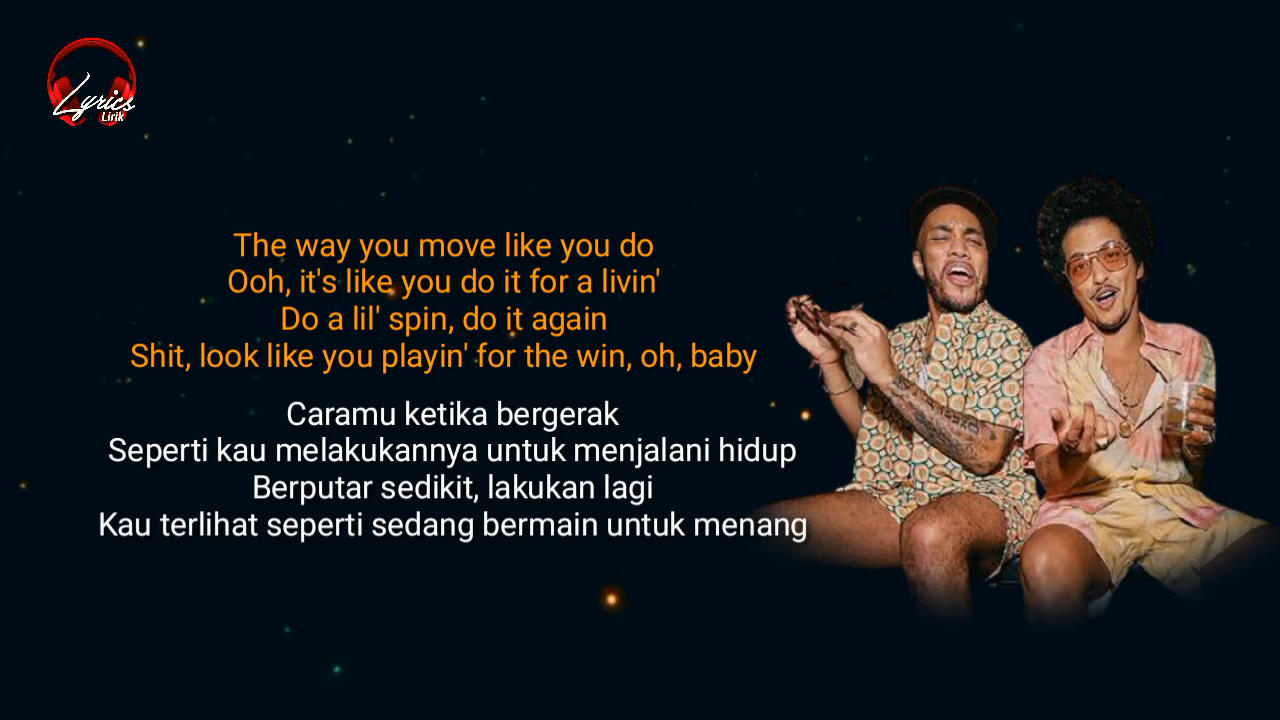 Lyrics
Lirik
The way you move like you do
Ooh, it's like you do it for a livin'
Do a lil' spin, do it again
Shit, look like you playin' for the win, oh, baby
Caramu ketika bergerak
Seperti kau melakukannya untuk menjalani hidup
Berputar sedikit, lakukan lagi
Kau terlihat seperti sedang bermain untuk menang